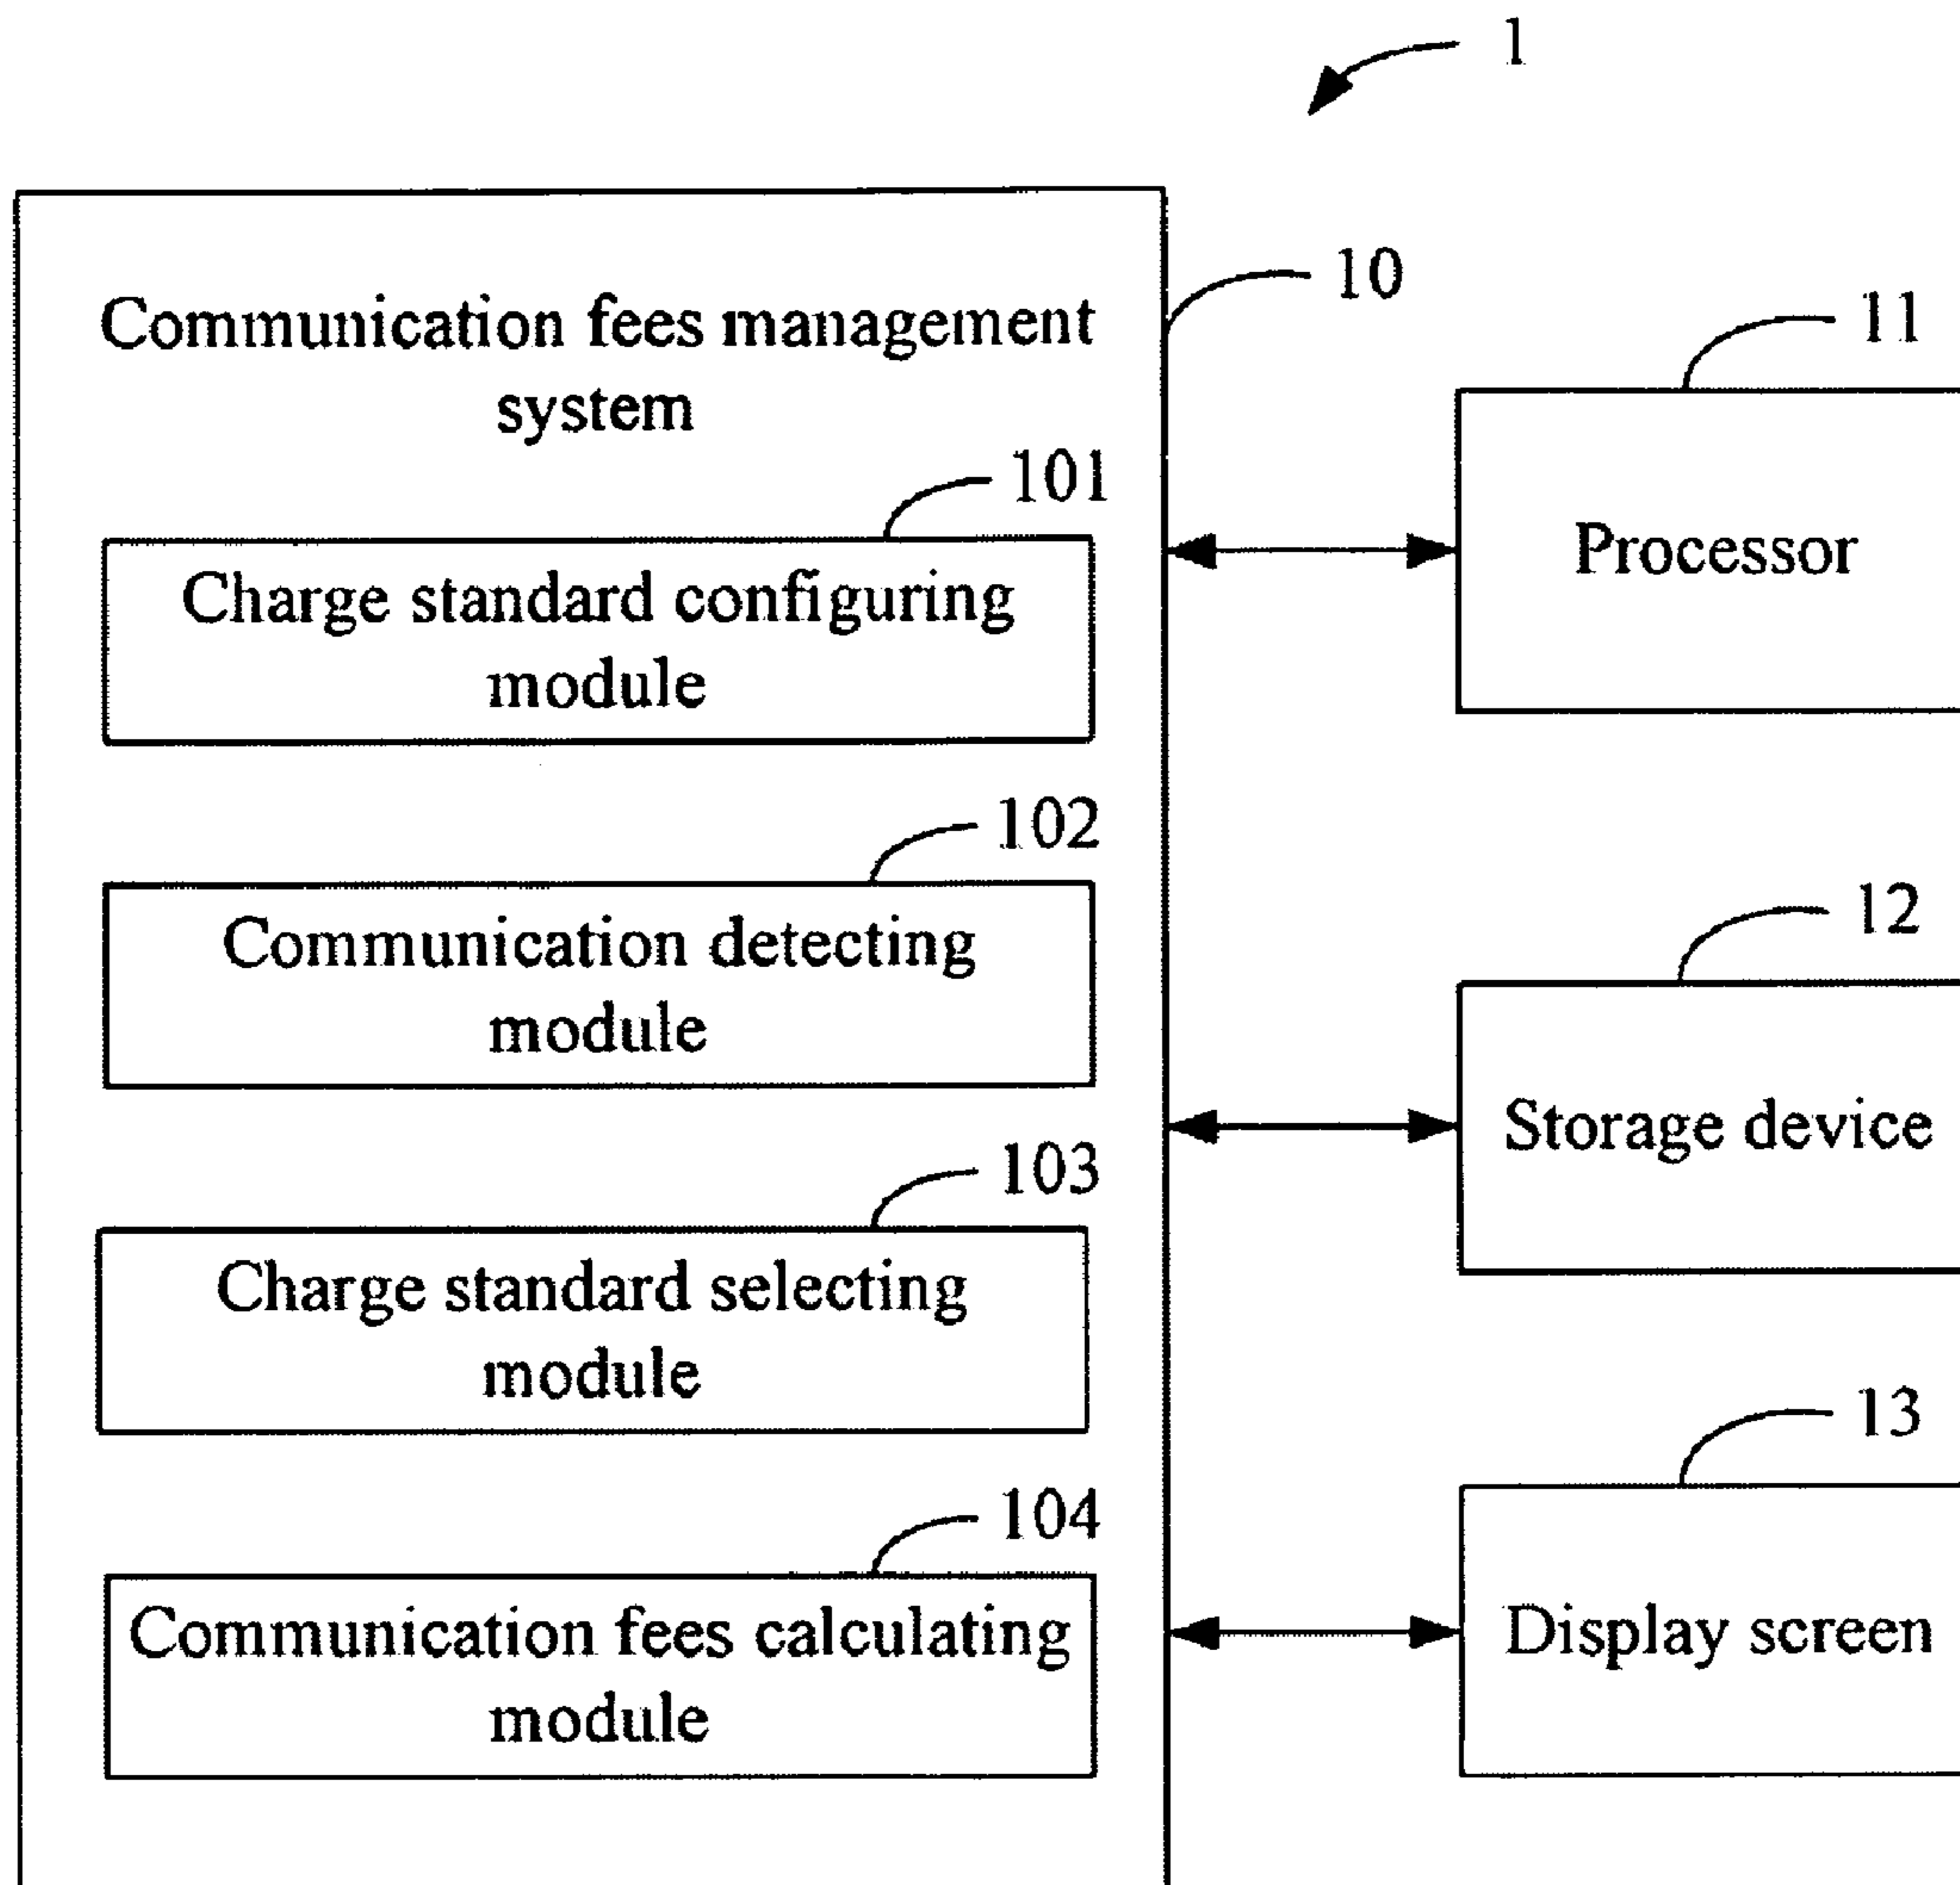 1
10
Communication fees management
system
11
101
Charge standard configuring
module
Processor
102
Communication detecting
module
12
Storage device
103
Charge standard selecting
module
13
104
Communication fees calculating
module
Display screen